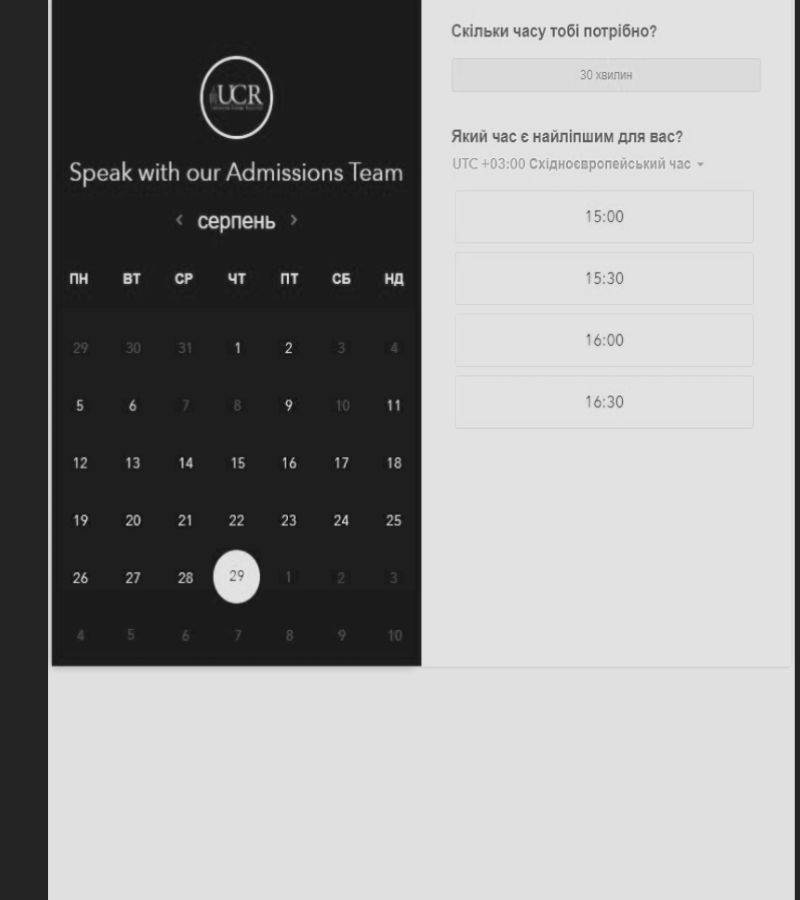 UCR
Speak with our Admissions Team
< серпень >
ПН ВТ СР ЧТ ПТ СБ НД
29 30 31 1 2 3 4
5 6 7 8 9 10 11
12 13 14 15 16 17 18
19 20 21 22 23 24 25
26 27 28 29 1 2 3
4 5 6 7 8 9 10
Скільки часу тобі потрібно?
30 хвилин
Який час є найліпшим для вас?
UTC +03:00 Східноєвропейський час
15:00
15:30
16:00
16:30